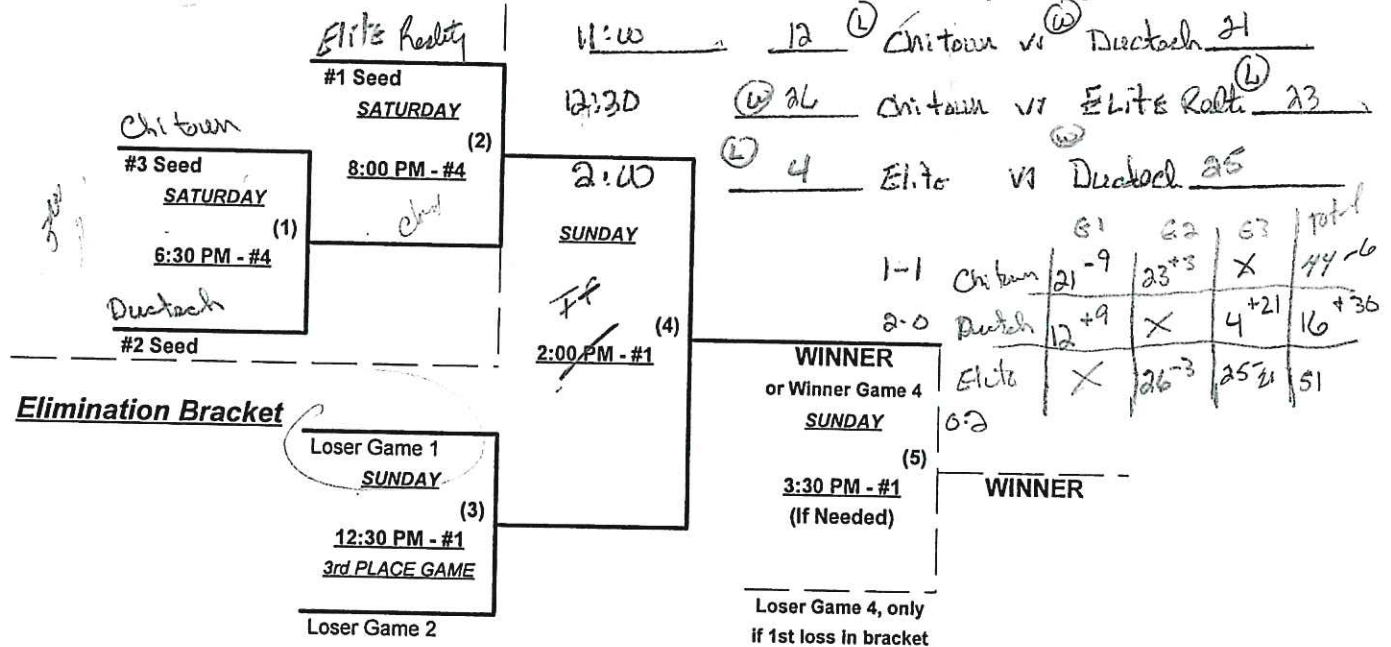 Elite Reality
#1 Seed
SATURDAY
(2)
8:00 PM - #4
Chitown
#3 Seed
SATURDAY
(1)
6:30 PM - #4
Ductech
#2 Seed
11:00 12 (L) Chitown vs (W) Ductech 21
12:30 (W) 26 Chitown vs Elite Realt (L) 23
2:00 (L) 4 Elite vs (W) Ductech 25
SUNDAY
If
(4)
2:00 PM - #1
G1 G2 G3 Total
1-1 Chitown 21 -9 23 +3 X 44 -6
2-0 Ductch 12 +9 X 4 +21 16 +30
Elite X 26 -3 25 -21 51
0-2
WINNER
or Winner Game 4
SUNDAY
(5)
3:30 PM - #1
(If Needed)
WINNER
Loser Game 4, only
if 1st loss in bracket
Elimination Bracket
Loser Game 1
SUNDAY
(3)
12:30 PM - #1
3rd PLACE GAME
Loser Game 2